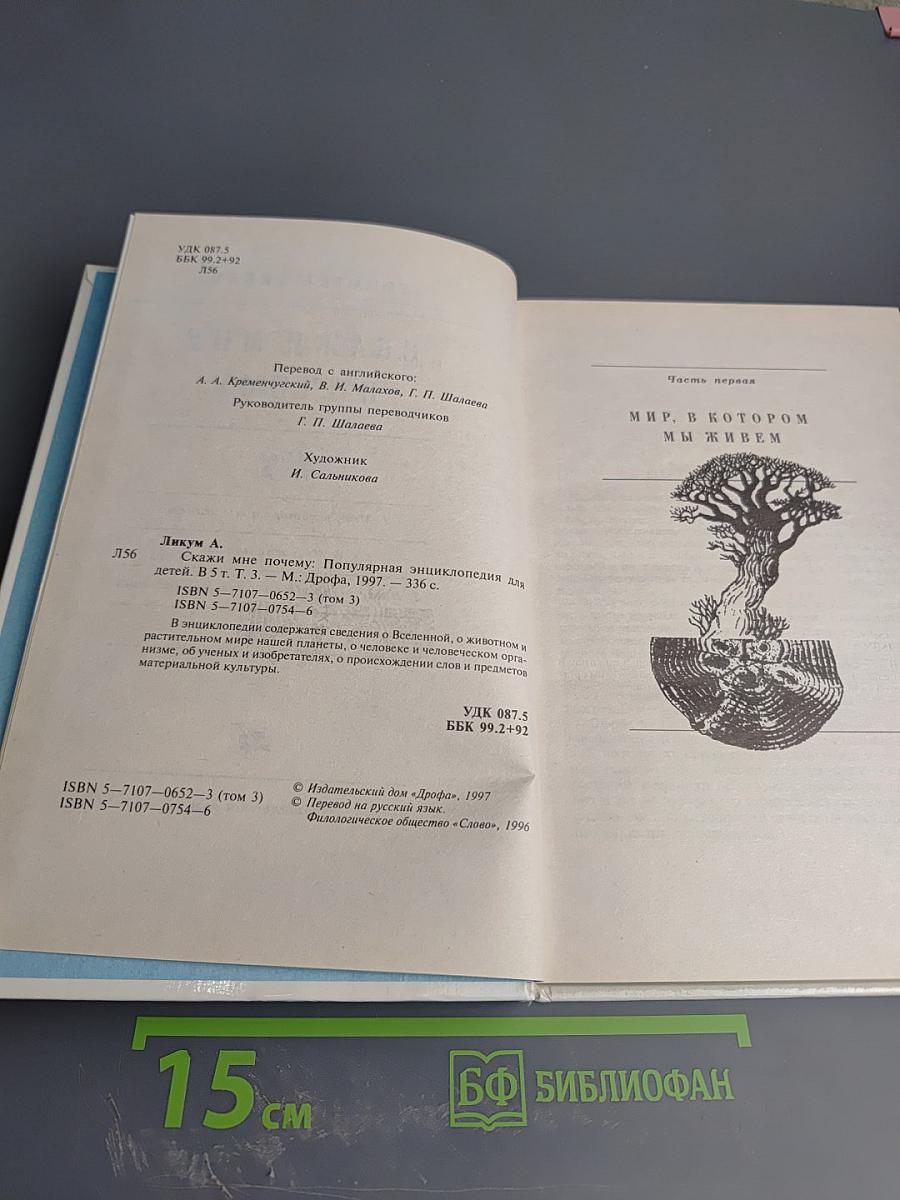 УДК 087.5
ББК 99.2+92
Л56
Перевод с английского:
А. А. Кременчугский, В. И. Малахов, Г. П. Шалаева
Руководитель группы переводчиков
Г. П. Шалаева
Художник
И. Сальникова
Ликум А.
Л56 Скажи мне почему: Популярная энциклопедия для
детей. В 5 т. Т. 3. — М.: Дрофа, 1997. — 336 с.
ISBN 5—7107—0652—3 (том 3)
ISBN 5—7107—0754—6
В энциклопедии содержатся сведения о Вселенной, о животном и
растительном мире нашей планеты, о человеке и человеческом орга-
низме, об ученых и изобретателях, о происхождении слов и предметов
материальной культуры.
УДК 087.5
ББК 99.2+92
ISBN 5—7107—0652—3 (том 3)
ISBN 5—7107—0754—6
© Издательский дом «Дрофа», 1997
© Перевод на русский язык.
Филологическое общество «Слово», 1996
Часть первая
МИР, В КОТОРОМ
МЫ ЖИВЕМ
15 см
БФ БИБЛИОФАН